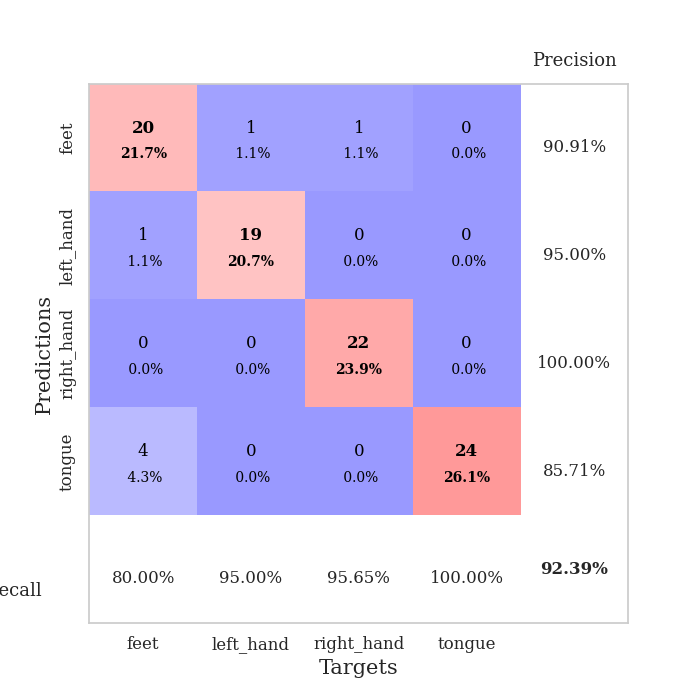 Precision
feet
20 1 1 0
21.7% 1.1% 1.1% 0.0%
90.91%
left_hand
1 19 0 0
1.1% 20.7% 0.0% 0.0%
95.00%
Predictions
right_hand
0 0 22 0
0.0% 0.0% 23.9% 0.0%
100.00%
tongue
4 0 0 24
4.3% 0.0% 0.0% 26.1%
85.71%
ecall
80.00% 95.00% 95.65% 100.00% 92.39%
feet left_hand right_hand tongue
Targets